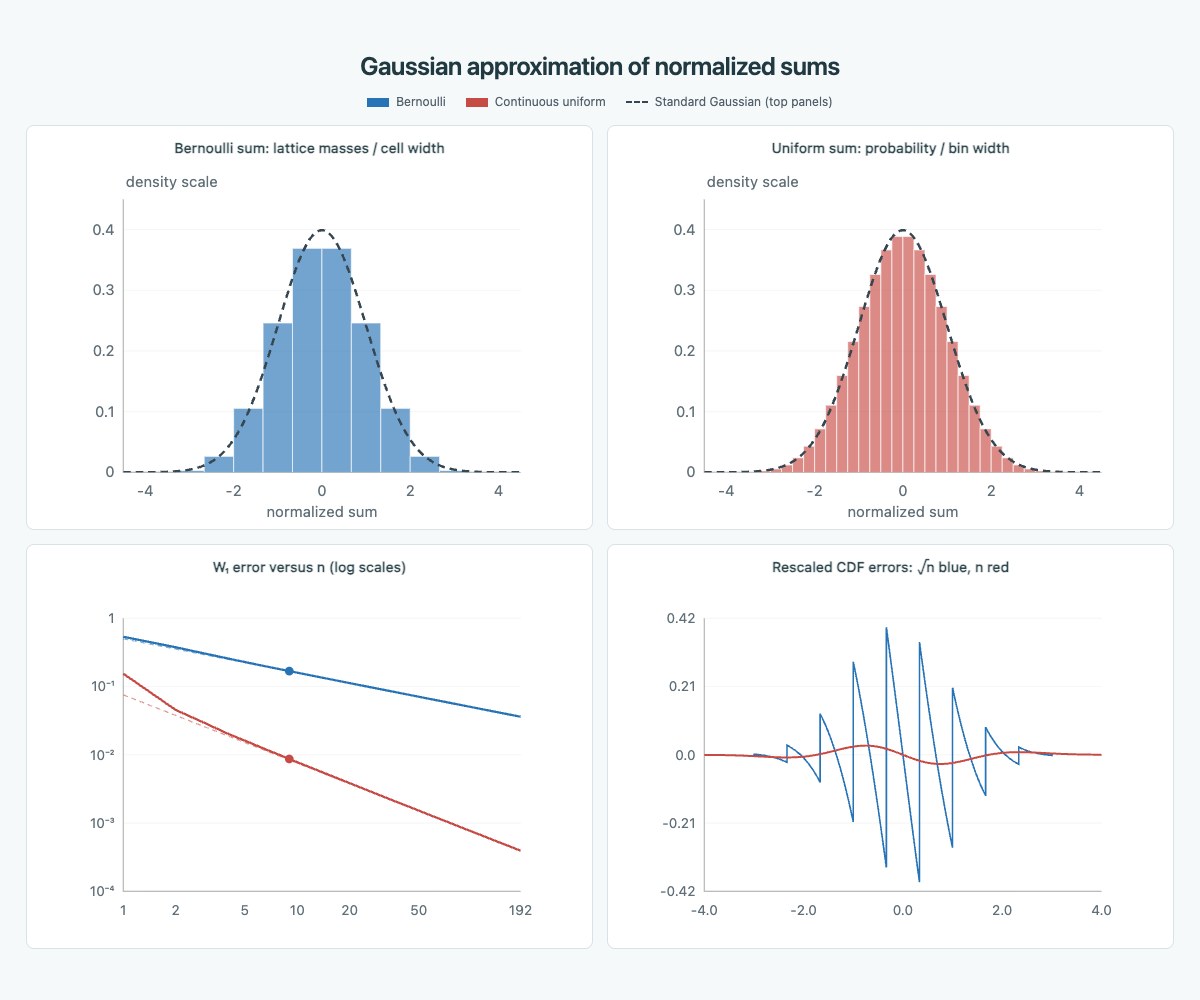 Gaussian approximation of normalized sums
Bernoulli Continuous uniform Standard Gaussian (top panels)
Bernoulli sum: lattice masses / cell width
density scale
0.4
0.3
0.2
0.1
0
-4 -2 0 2 4
normalized sum
Uniform sum: probability / bin width
density scale
0.4
0.3
0.2
0.1
0
-4 -2 0 2 4
normalized sum
W₁ error versus n (log scales)
1
10⁻¹
10⁻²
10⁻³
10⁻⁴
1 2 5 10 20 50 192
Rescaled CDF errors: √n blue, n red
0.42
0.21
0.0
-0.21
-0.42
-4.0 -2.0 0.0 2.0 4.0